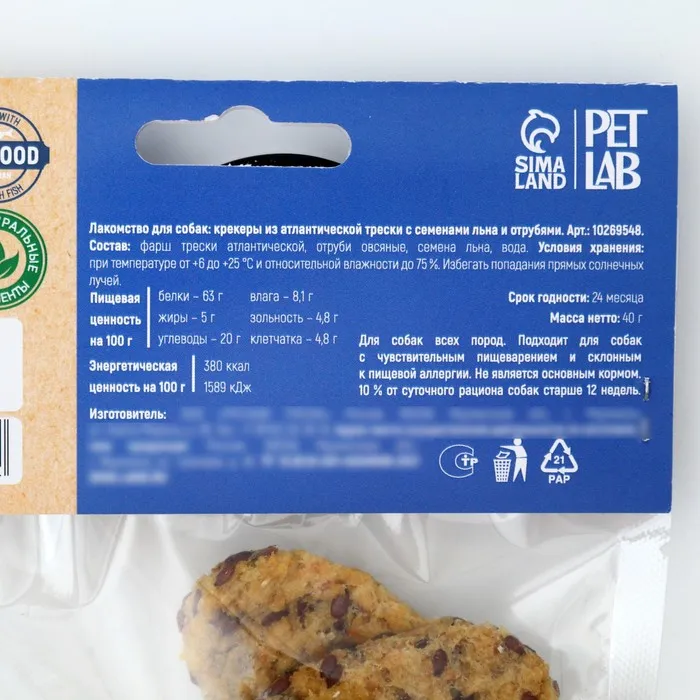 WITH
FOOD
FISH
SIMA
LAND
PET
LAB
Лакомство для собак: крекеры из атлантической трески с семенами льна и отрубями. Арт.: 10269548.
Состав: фарш трески атлантической, отруби овсяные, семена льна, вода. Условия хранения:
при температуре от +6 до +25 °С и относительной влажности до 75 %. Избегать попадания прямых солнечных
лучей.
Пищевая
ценность
на 100 г
белки – 63 г
жиры – 5 г
углеводы – 20 г
влага – 8,1 г
зольность – 4,8 г
клетчатка – 4,8 г
Энергетическая
ценность на 100 г
380 ккал
1589 кДж
Срок годности: 24 месяца
Масса нетто: 40 г
Для собак всех пород. Подходит для собак
с чувствительным пищеварением и склонным
к пищевой аллергии. Не является основным кормом.
10 % от суточного рациона собак старше 12 недель.
Изготовитель:
СТР
21
PAP